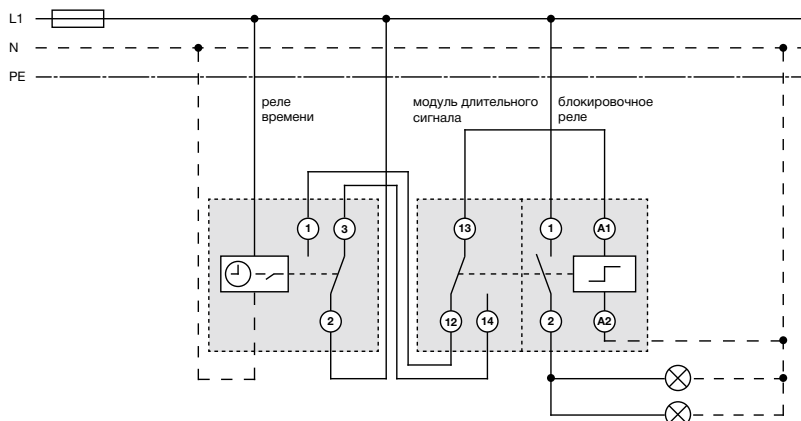 L1
N
PE
реле
времени
модуль длительного
сигнала
блокировочное
реле
1
3
13
1
A1
2
12
14
2
A2